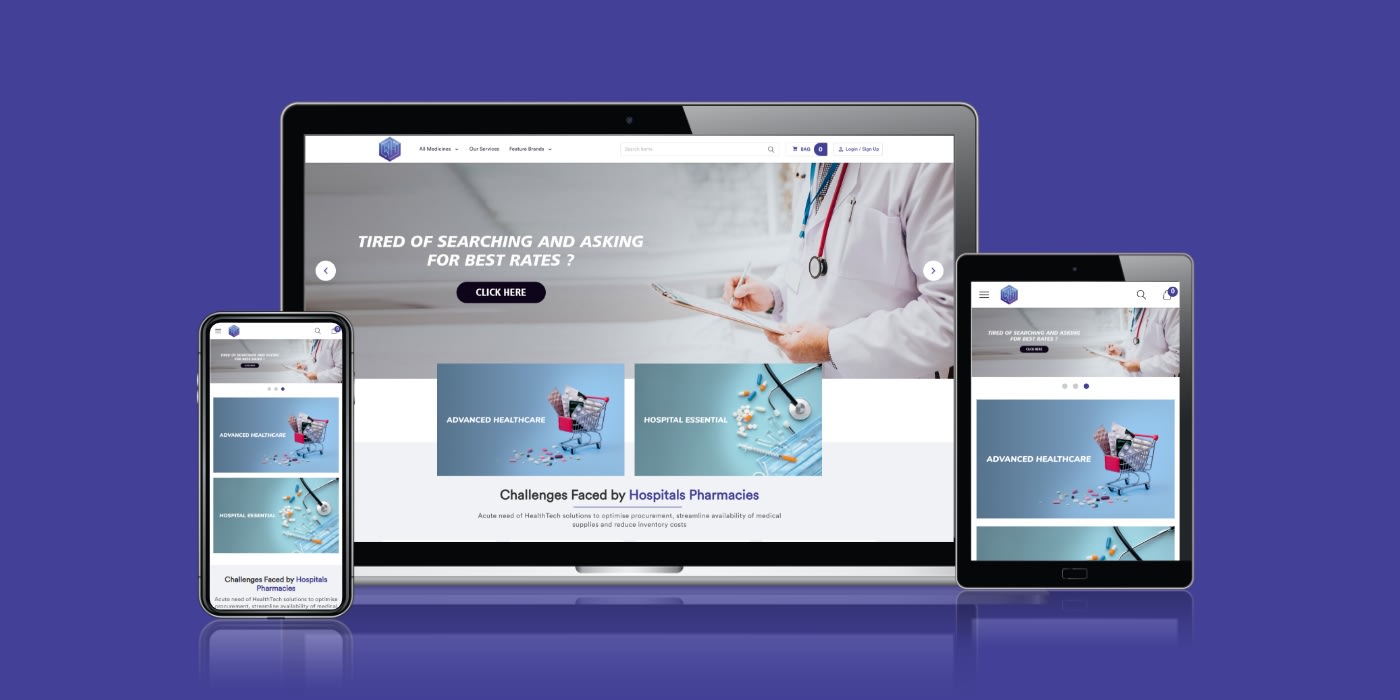 All Medicines
Our Services
Feature Brands
Search items
BAG 0
Login / Sign Up
TIRED OF SEARCHING AND ASKING
FOR BEST RATES ?
CLICK HERE
ADVANCED HEALTHCARE
HOSPITAL ESSENTIAL
Challenges Faced by Hospitals Pharmacies
Acute need of HealthTech solutions to optimise procurement, streamline availability of medical
supplies and reduce inventory costs
0
TIRED OF SEARCHING AND ASKING
FOR BEST RATES ?
CLICK HERE
ADVANCED HEALTHCARE
HOSPITAL ESSENTIAL
Challenges Faced by Hospitals
Pharmacies
Acute need of HealthTech solutions to optimise
procurement, streamline availability of medical
0
TIRED OF SEARCHING AND ASKING
FOR BEST RATES ?
CLICK HERE
ADVANCED HEALTHCARE